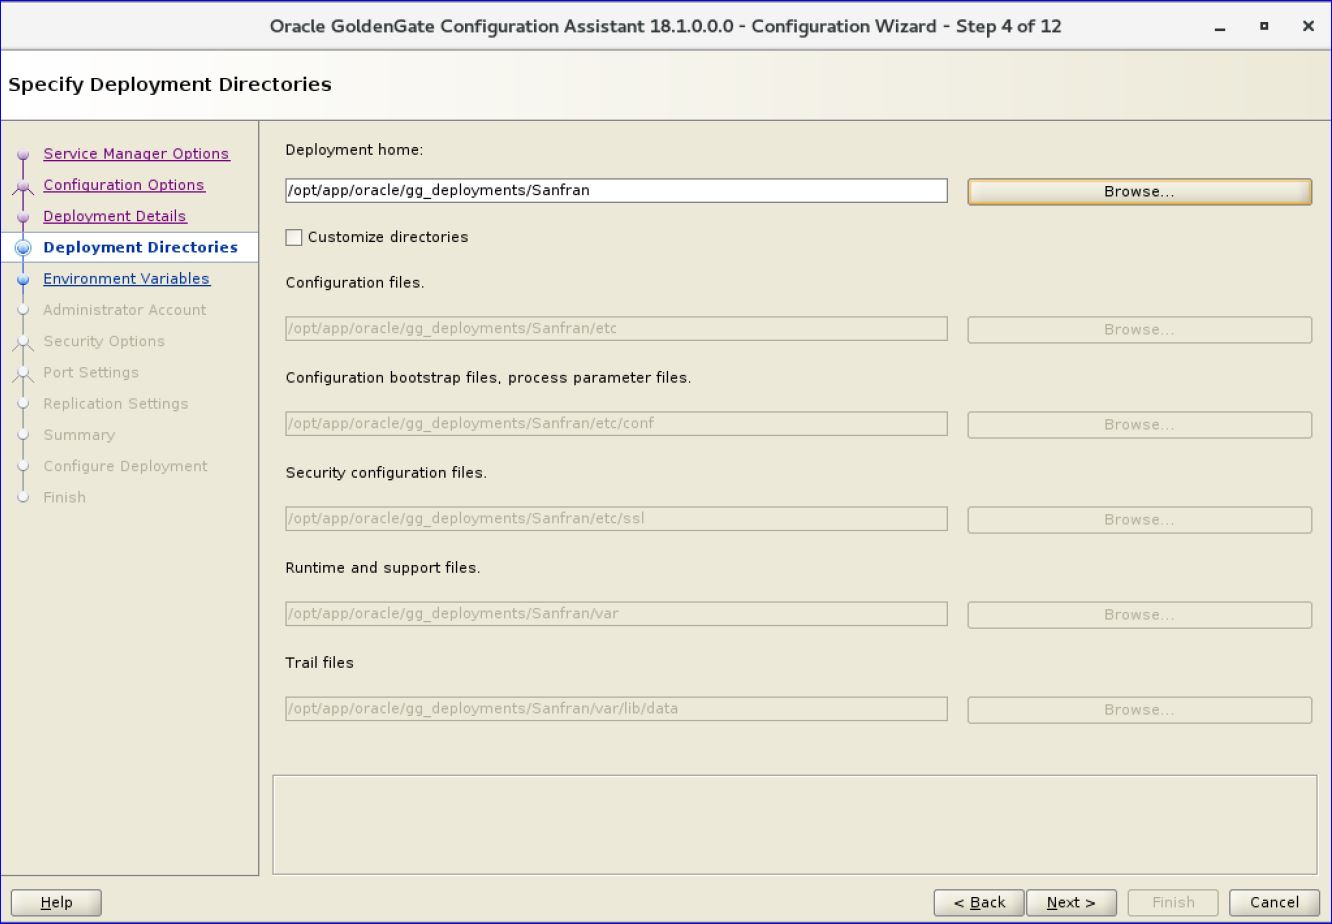 Oracle GoldenGate Configuration Assistant 18.1.0.0.0 - Configuration Wizard - Step 4 of 12
Specify Deployment Directories
Service Manager Options
Configuration Options
Deployment Details
Deployment Directories
Environment Variables
Administrator Account
Security Options
Port Settings
Replication Settings
Summary
Configure Deployment
Finish
Deployment home:
/opt/app/oracle/gg_deployments/Sanfran Browse...
Customize directories
Configuration files.
/opt/app/oracle/gg_deployments/Sanfran/etc Browse...
Configuration bootstrap files, process parameter files.
/opt/app/oracle/gg_deployments/Sanfran/etc/conf Browse...
Security configuration files.
/opt/app/oracle/gg_deployments/Sanfran/etc/ssl Browse...
Runtime and support files.
/opt/app/oracle/gg_deployments/Sanfran/var Browse...
Trail files
/opt/app/oracle/gg_deployments/Sanfran/var/lib/data Browse...
Help < Back Next > Finish Cancel